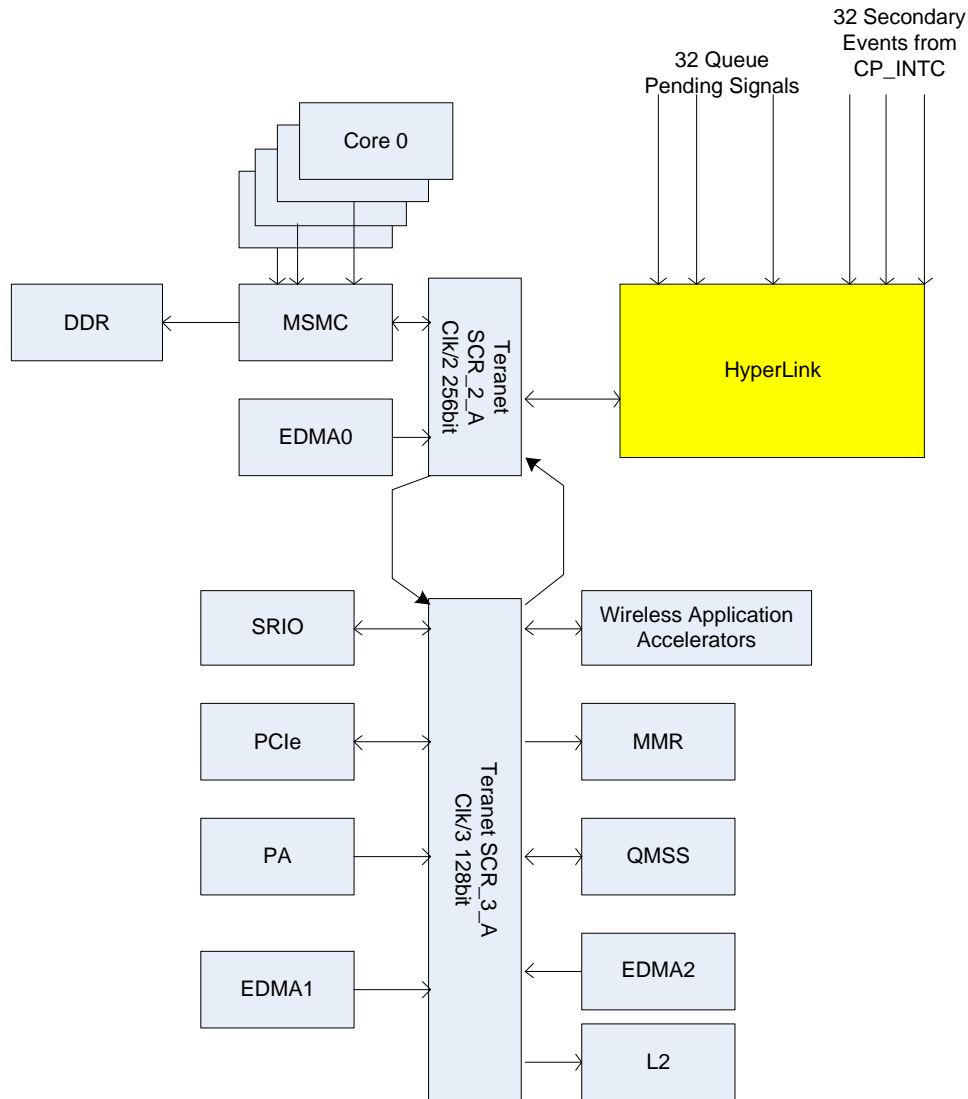 32 Secondary
Events from
CP_INTC
32 Queue
Pending Signals
Core 0
DDR
MSMC
Teranet
SCR_2_A
Clk/2 256bit
HyperLink
EDMA0
SRIO
Wireless Application
Accelerators
PCIe
MMR
Teranet SCR_3_A
Clk/3 128bit
PA
QMSS
EDMA1
EDMA2
L2